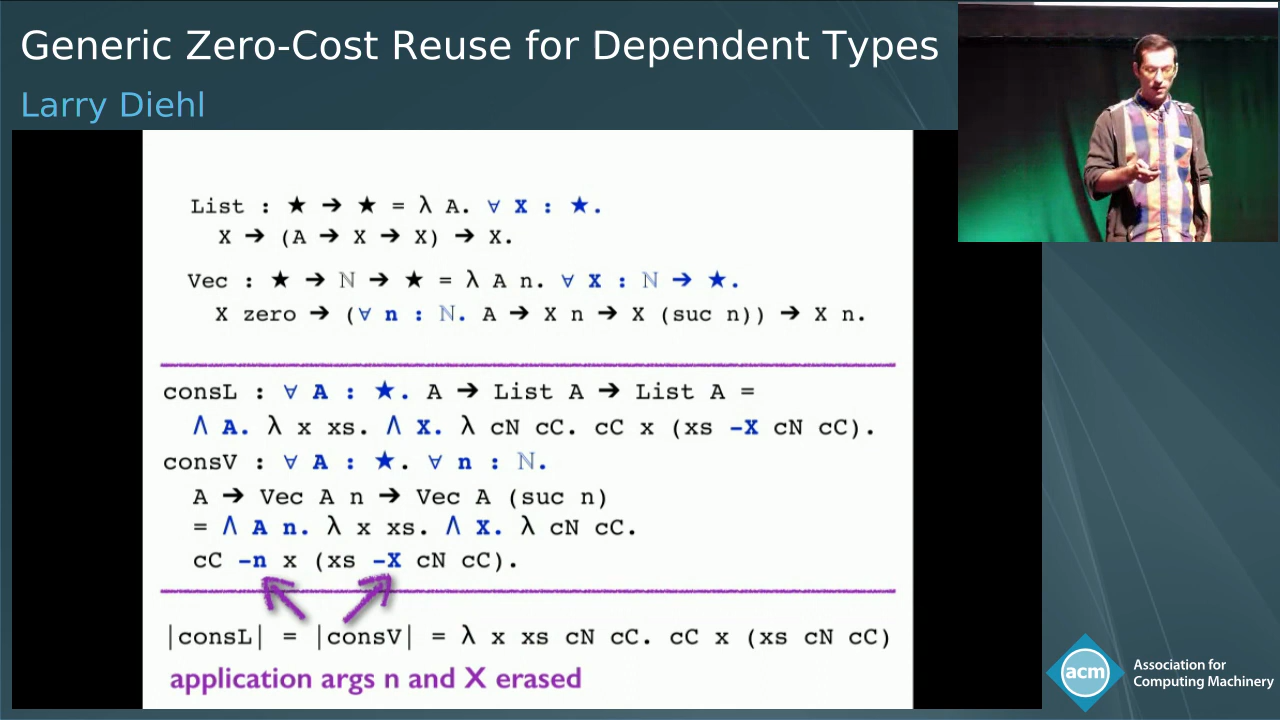 Generic Zero-Cost Reuse for Dependent Types
Larry Diehl
List : ★ ➔ ★ = λ A. ∀ X : ★.
X ➔ (A ➔ X ➔ X) ➔ X.
Vec : ★ ➔ ℕ ➔ ★ = λ A n. ∀ X : ℕ ➔ ★.
X zero ➔ (∀ n : ℕ. A ➔ X n ➔ X (suc n)) ➔ X n.
consL : ∀ A : ★. A ➔ List A ➔ List A =
Λ A. λ x xs. Λ X. λ cN cC. cC x (xs -X cN cC).
consV : ∀ A : ★. ∀ n : ℕ.
A ➔ Vec A n ➔ Vec A (suc n)
= Λ A n. λ x xs. Λ X. λ cN cC.
cC -n x (xs -X cN cC).
|consL| = |consV| = λ x xs cN cC. cC x (xs cN cC)
application args n and X erased
acm
Association for
Computing Machinery